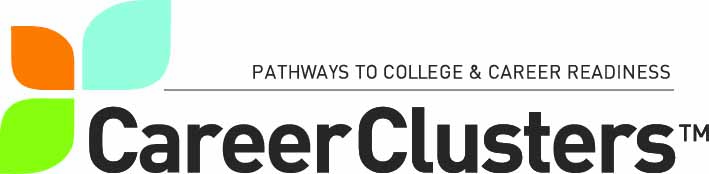 PATHWAYS TO COLLEGE & CAREER READINESS
CareerClusters™